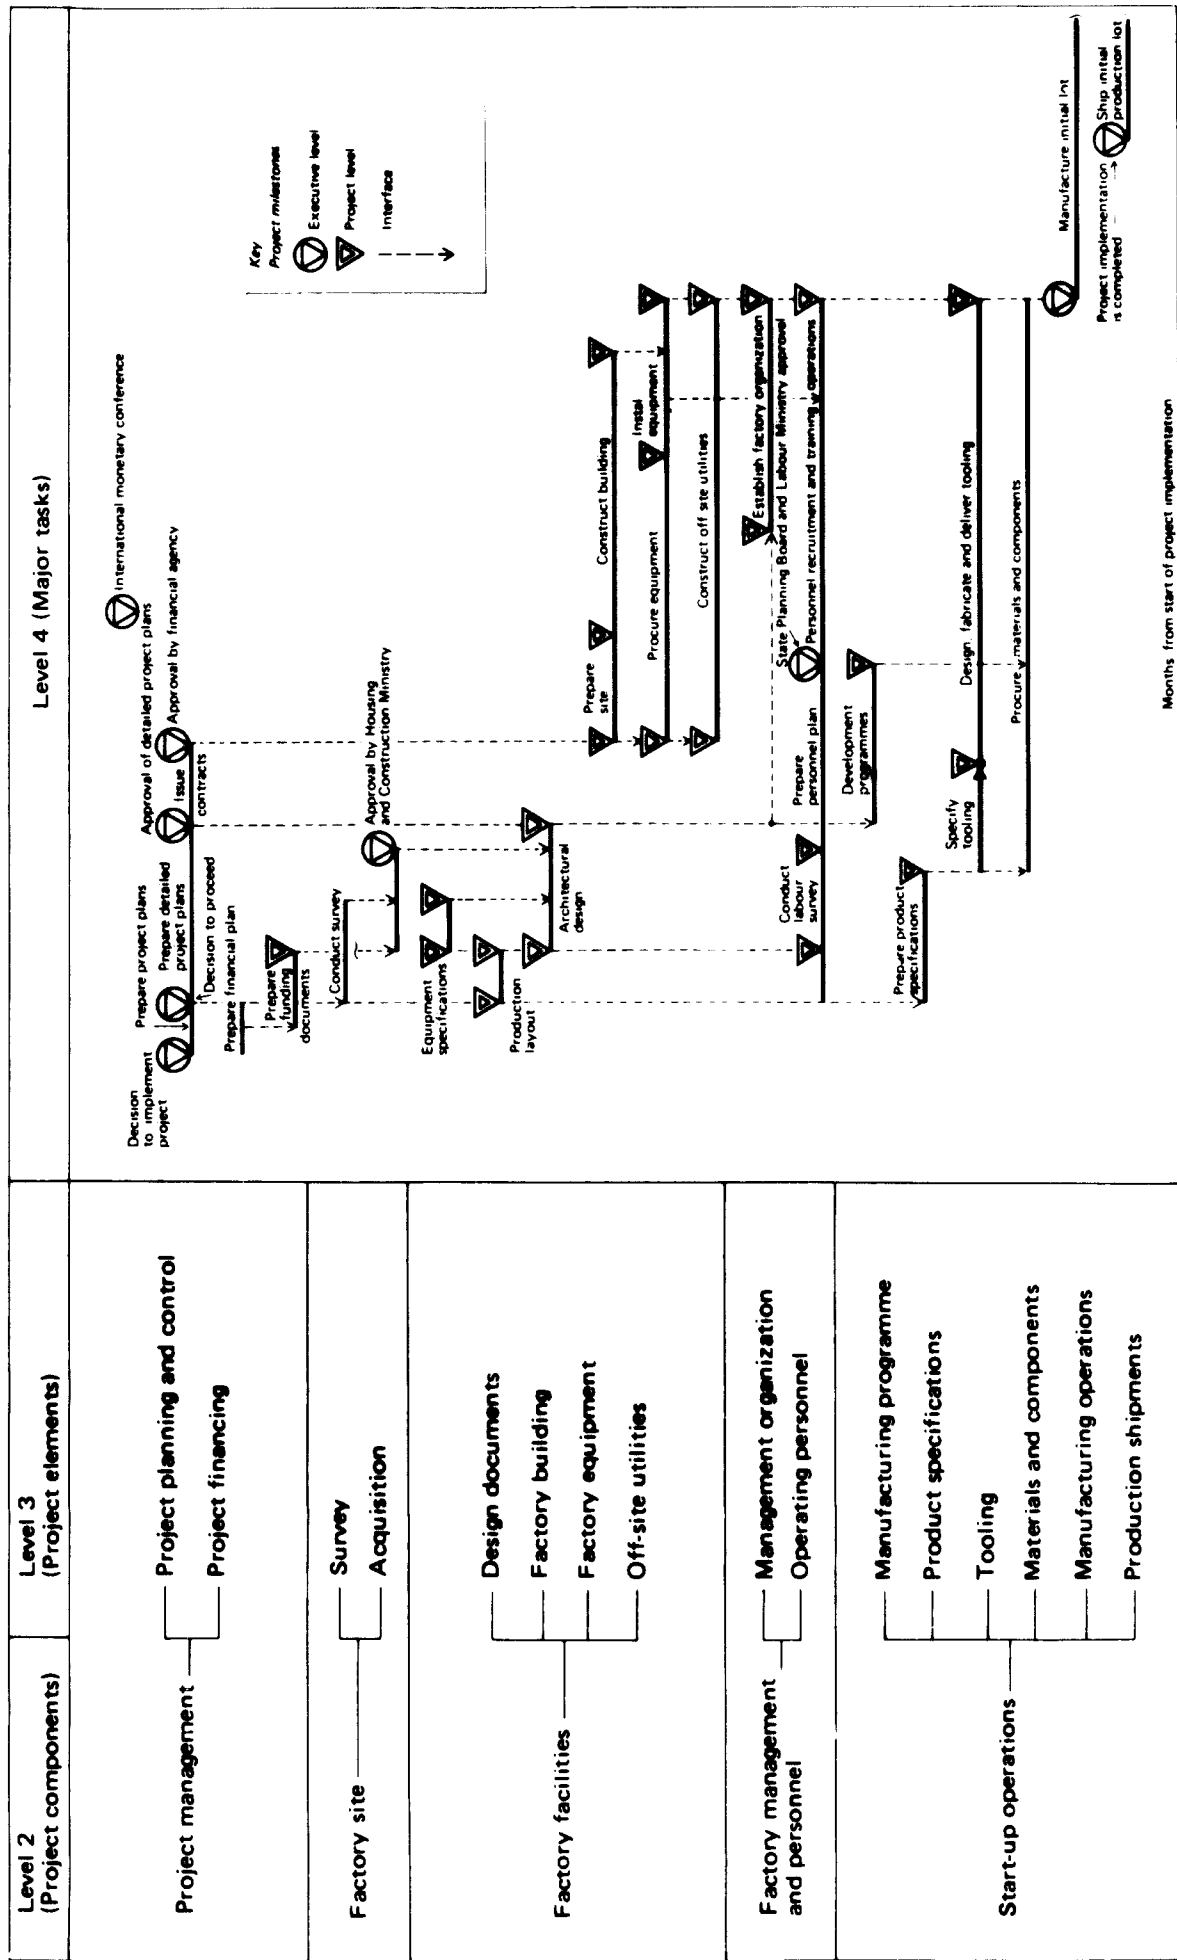 Level 2
(Project components)
Level 3
(Project elements)
Level 4 (Major tasks)
Project management
Project planning and control
Project financing
Factory site
Survey
Acquisition
Factory facilities
Design documents
Factory building
Factory equipment
Off-site utilities
Factory management
and personnel
Management organization
Operating personnel
Start-up operations
Manufacturing programme
Product specifications
Tooling
Materials and components
Manufacturing operations
Production shipments
Decision
to implement
project
Prepare project plans
Prepare detailed
project plans
Decision to proceed
Approval of detailed project plans
Issue
contracts
Approval by financial agency
International monetary conference
Prepare financial plan
Prepare
funding
documents
Conduct survey
Approval by Housing
and Construction Ministry
Equipment
specifications
Production
layout
Architectural
design
Prepare
site
Construct building
Procure equipment
Instal
equipment
Construct off site utilities
Establish factory organization
State Planning Board and Labour Ministry approval
Conduct
labour
survey
Prepare
personnel plan
Personnel recruitment and training operations
Development
programmes
Prepare product
specifications
Specify
tooling
Design, fabricate and deliver tooling
Procure materials and components
Manufacture initial lot
Project implementation
is completed
Ship initial
production lot
Key
Project milestones
Executive level
Project level
Interface
Months from start of project implementation